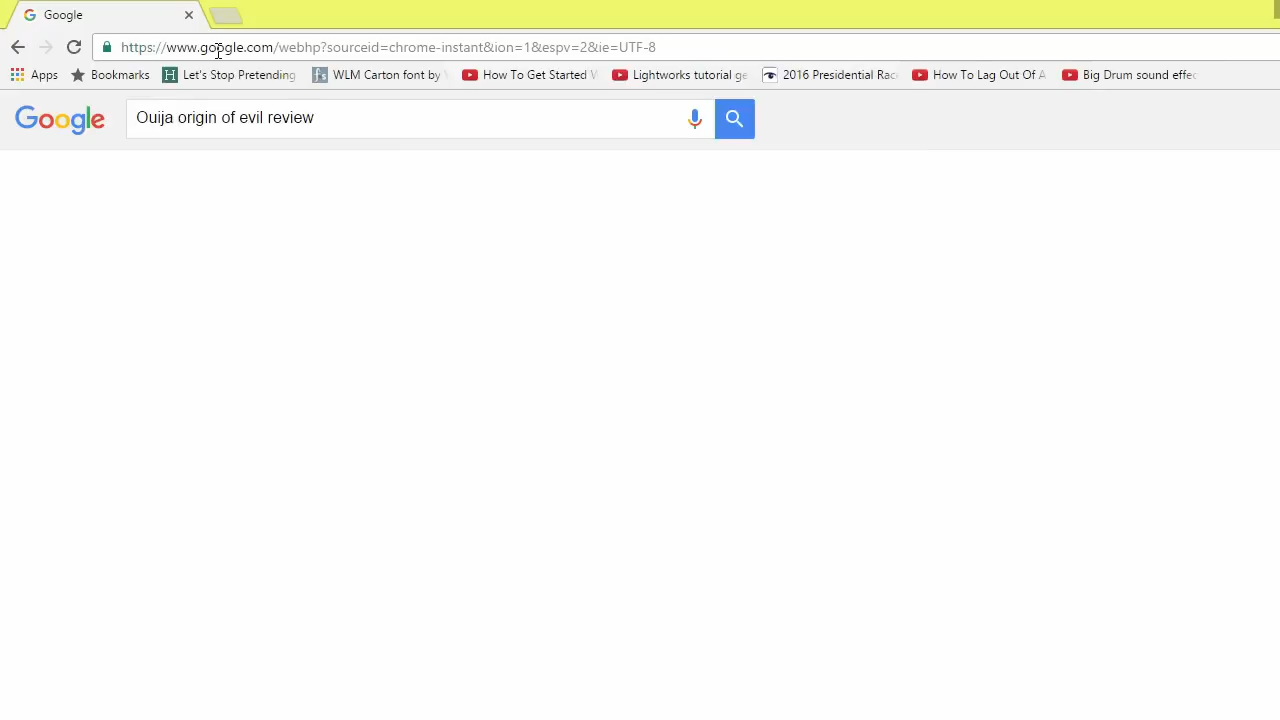 Google
https://www.google.com/webhp?sourceid=chrome-instant&ion=1&espv=2&ie=UTF-8
Apps Bookmarks Let's Stop Pretending WLM Carton font by How To Get Started Lightworks tutorial ge 2016 Presidential Rac How To Lag Out Of A Big Drum sound effec
Google Ouija origin of evil review